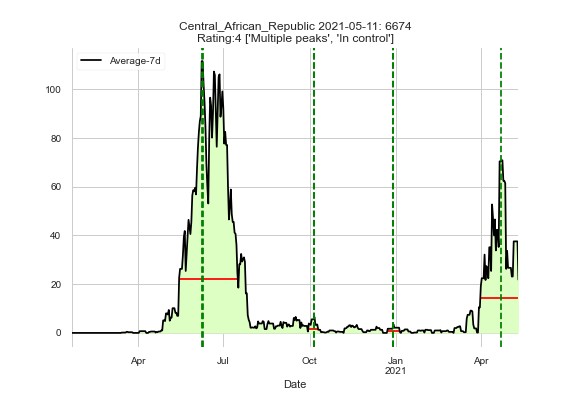 Central_African_Republic 2021-05-11: 6674
Rating:4 ['Multiple peaks', 'In control']
Average-7d
100
80
60
40
20
0
Apr
Jul
Oct
Jan
2021
Apr
Date